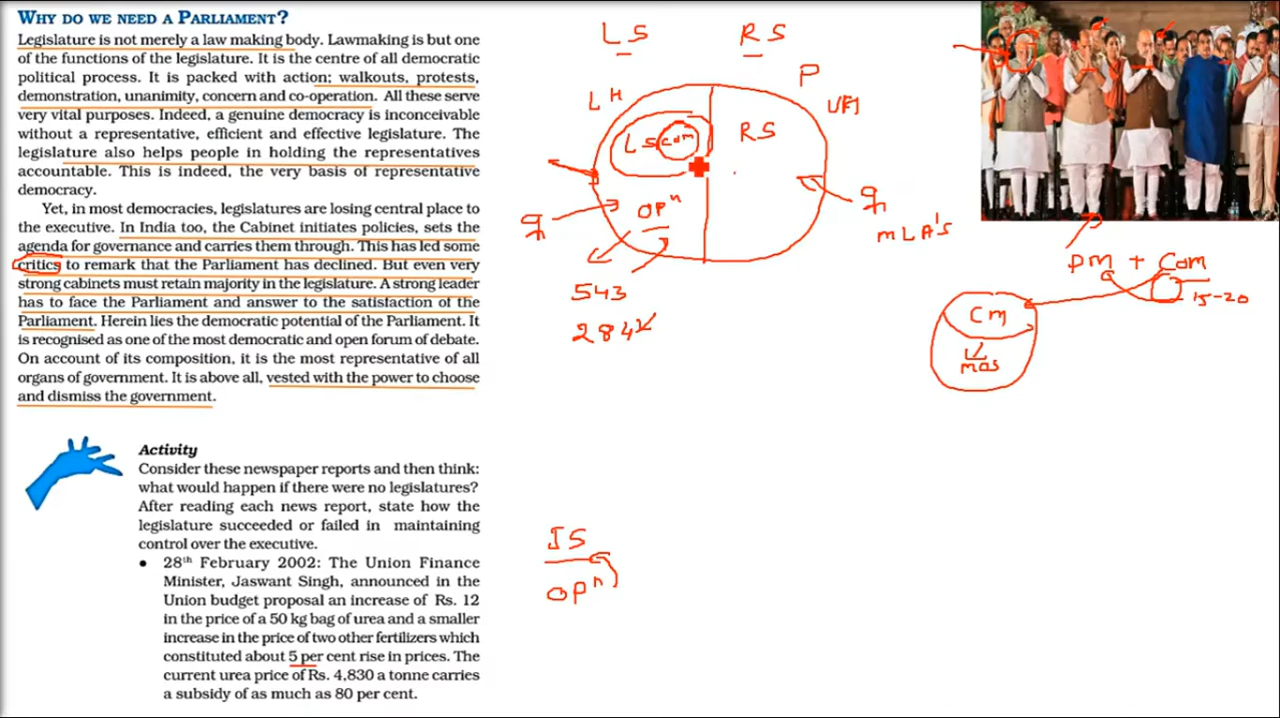 WHY DO WE NEED A PARLIAMENT?
Legislature is not merely a law making body. Lawmaking is but one
of the functions of the legislature. It is the centre of all democratic
political process. It is packed with action; walkouts, protests,
demonstration, unanimity, concern and co-operation. All these serve
very vital purposes. Indeed, a genuine democracy is inconceivable
without a representative, efficient and effective legislature. The
legislature also helps people in holding the representatives
accountable. This is indeed, the very basis of representative
democracy.
Yet, in most democracies, legislatures are losing central place to
the executive. In India too, the Cabinet initiates policies, sets the
agenda for governance and carries them through. This has led some
critics to remark that the Parliament has declined. But even very
strong cabinets must retain majority in the legislature. A strong leader
has to face the Parliament and answer to the satisfaction of the
Parliament. Herein lies the democratic potential of the Parliament. It
is recognised as one of the most democratic and open forum of debate.
On account of its composition, it is the most representative of all
organs of government. It is above all, vested with the power to choose
and dismiss the government.
Activity
Consider these newspaper reports and then think:
what would happen if there were no legislatures?
After reading each news report, state how the
legislature succeeded or failed in maintaining
control over the executive.
• 28th February 2002: The Union Finance
Minister, Jaswant Singh, announced in the
Union budget proposal an increase of Rs. 12
in the price of a 50 kg bag of urea and a smaller
increase in the price of two other fertilizers which
constituted about 5 per cent rise in prices. The
current urea price of Rs. 4,830 a tonne carries
a subsidy of as much as 80 per cent.
LS RS
LH P
LS com RS
OPn
MLA's
543
284
PM + COM
15-20
CM
MOS
JS
OPn